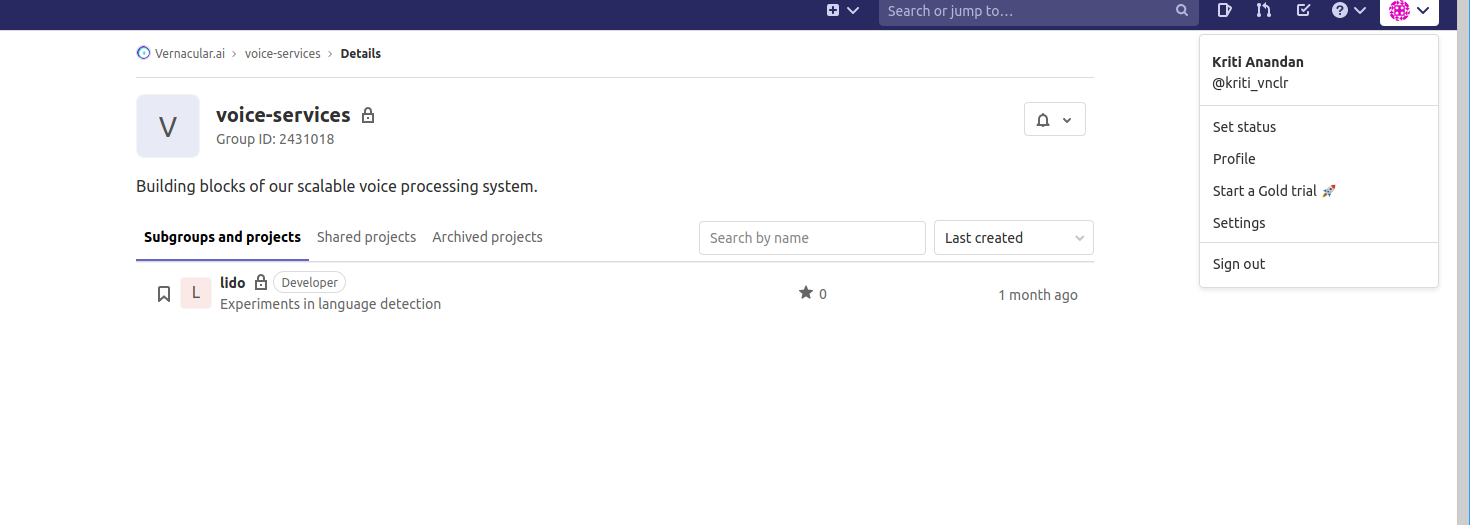 Search or jump to…
Vernacular.ai › voice-services › Details
Kriti Anandan
@kriti_vnclr
Set status
Profile
Start a Gold trial 🚀
Settings
Sign out
V
voice-services
Group ID: 2431018
Building blocks of our scalable voice processing system.
Subgroups and projects Shared projects Archived projects Search by name Last created
L
lido Developer
Experiments in language detection
0
1 month ago